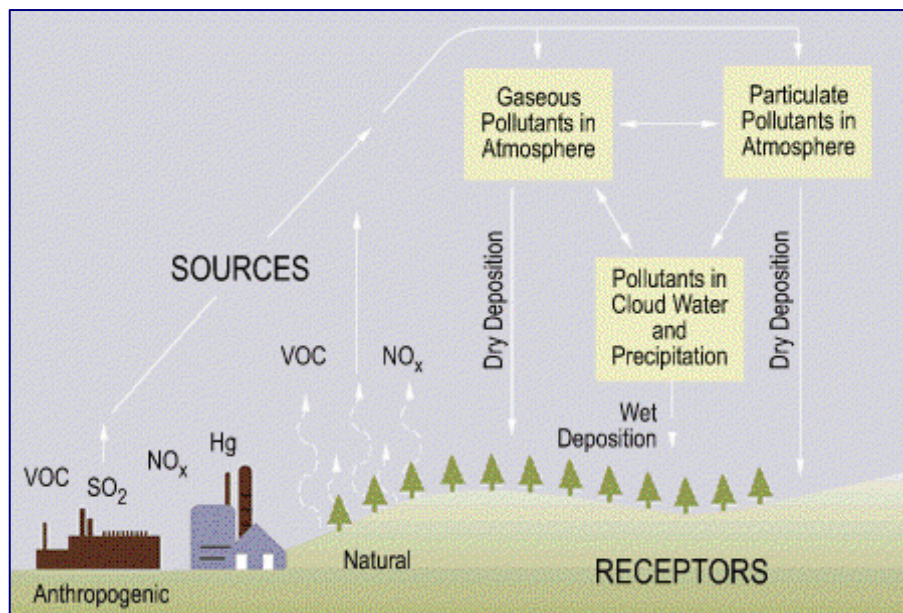 Gaseous
Pollutants in
Atmosphere
Particulate
Pollutants in
Atmosphere
SOURCES
Dry Deposition
Pollutants in
Cloud Water
and
Precipitation
Dry Deposition
VOC
NOx
Wet
Deposition
VOC
SO2
NOx
Hg
Natural
RECEPTORS
Anthropogenic